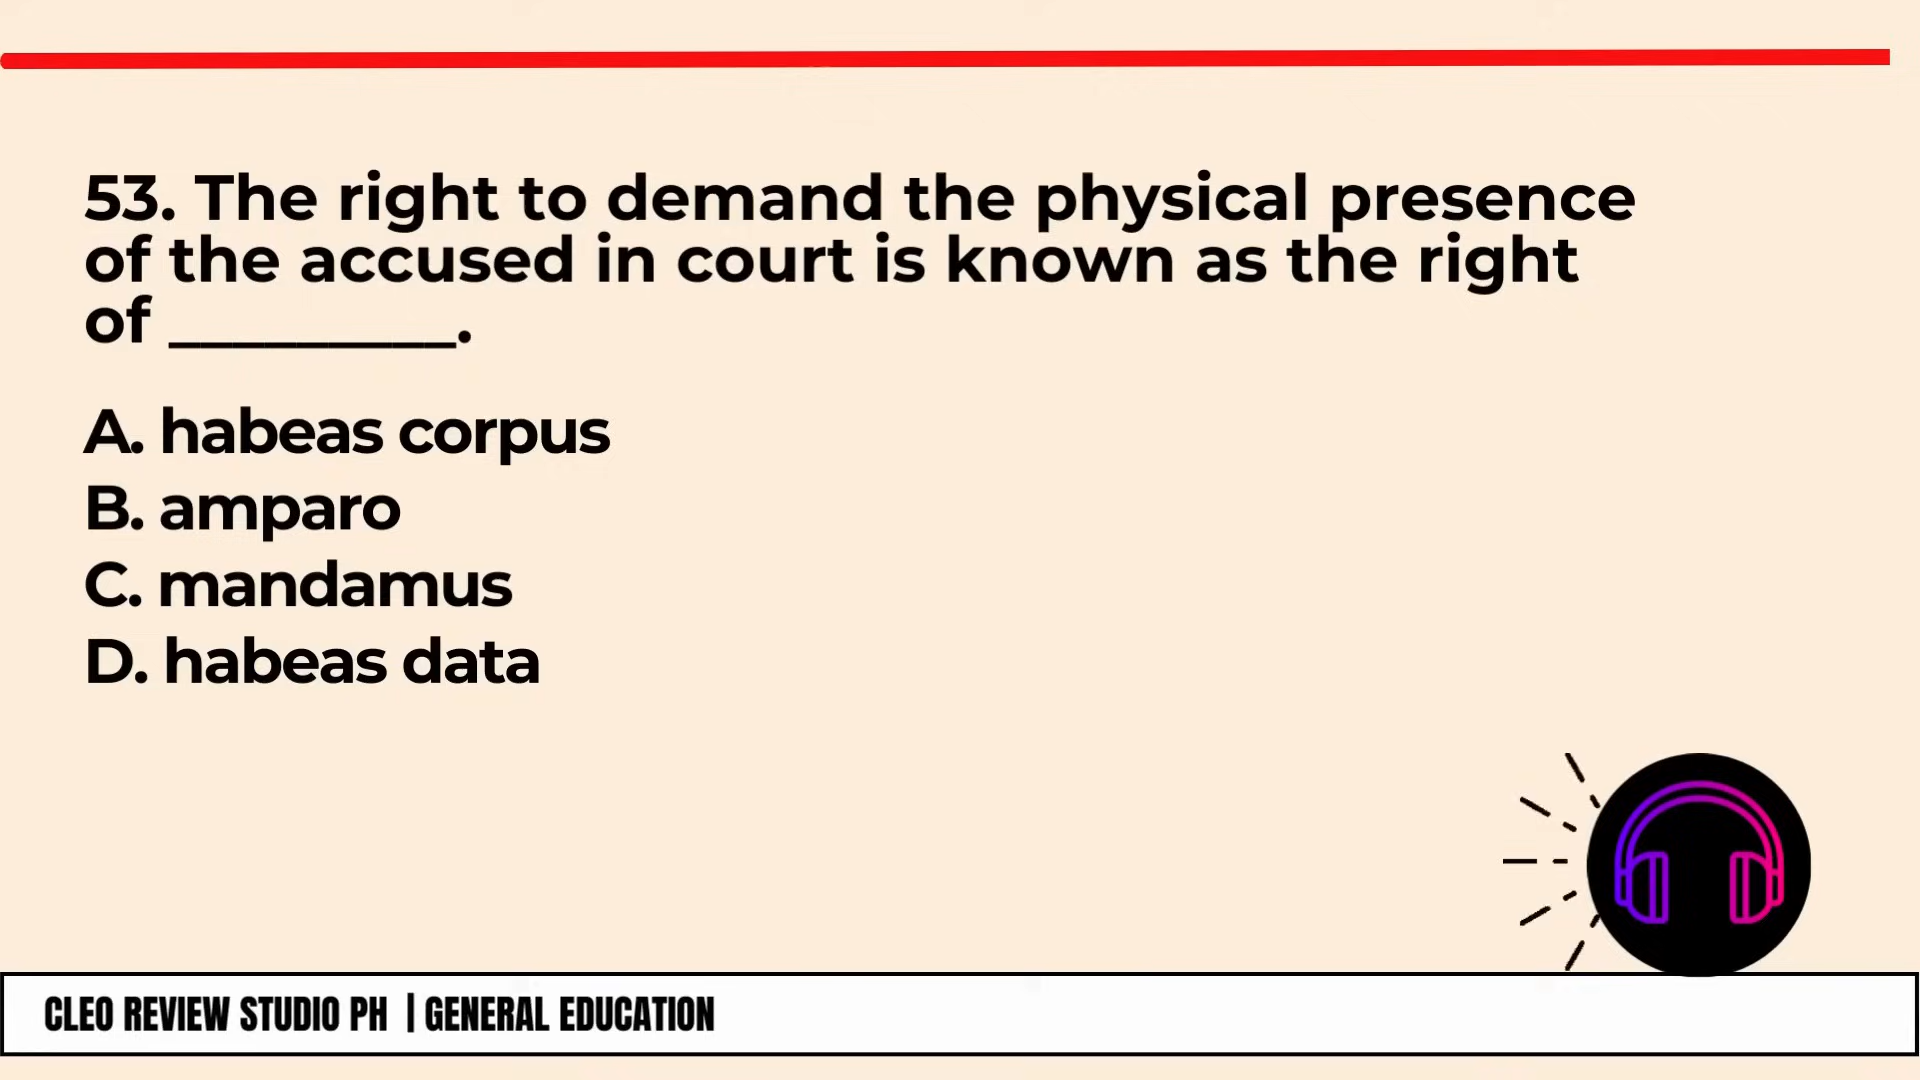 53. The right to demand the physical presence
of the accused in court is known as the right
of _________.
A. habeas corpus
B. amparo
C. mandamus
D. habeas data
CLEO REVIEW STUDIO PH | GENERAL EDUCATION